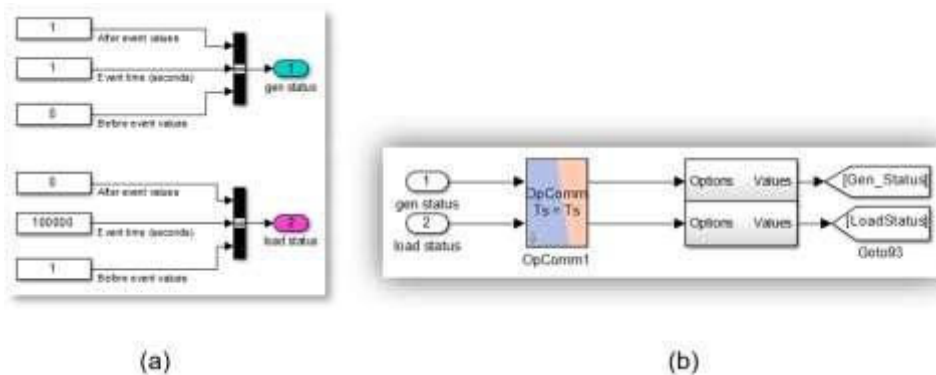 1
After event values
1
Event time (seconds)
1
gen status
0
Before event values
0
After event values
100000
Event time (seconds)
2
load status
1
Before event values
(a)
1
gen status
2
load status
OpComm
Ts = Ts
OpComm1
Options Values
Options Values
[Gen_Status]
[LoadStatus]
Goto93
(b)